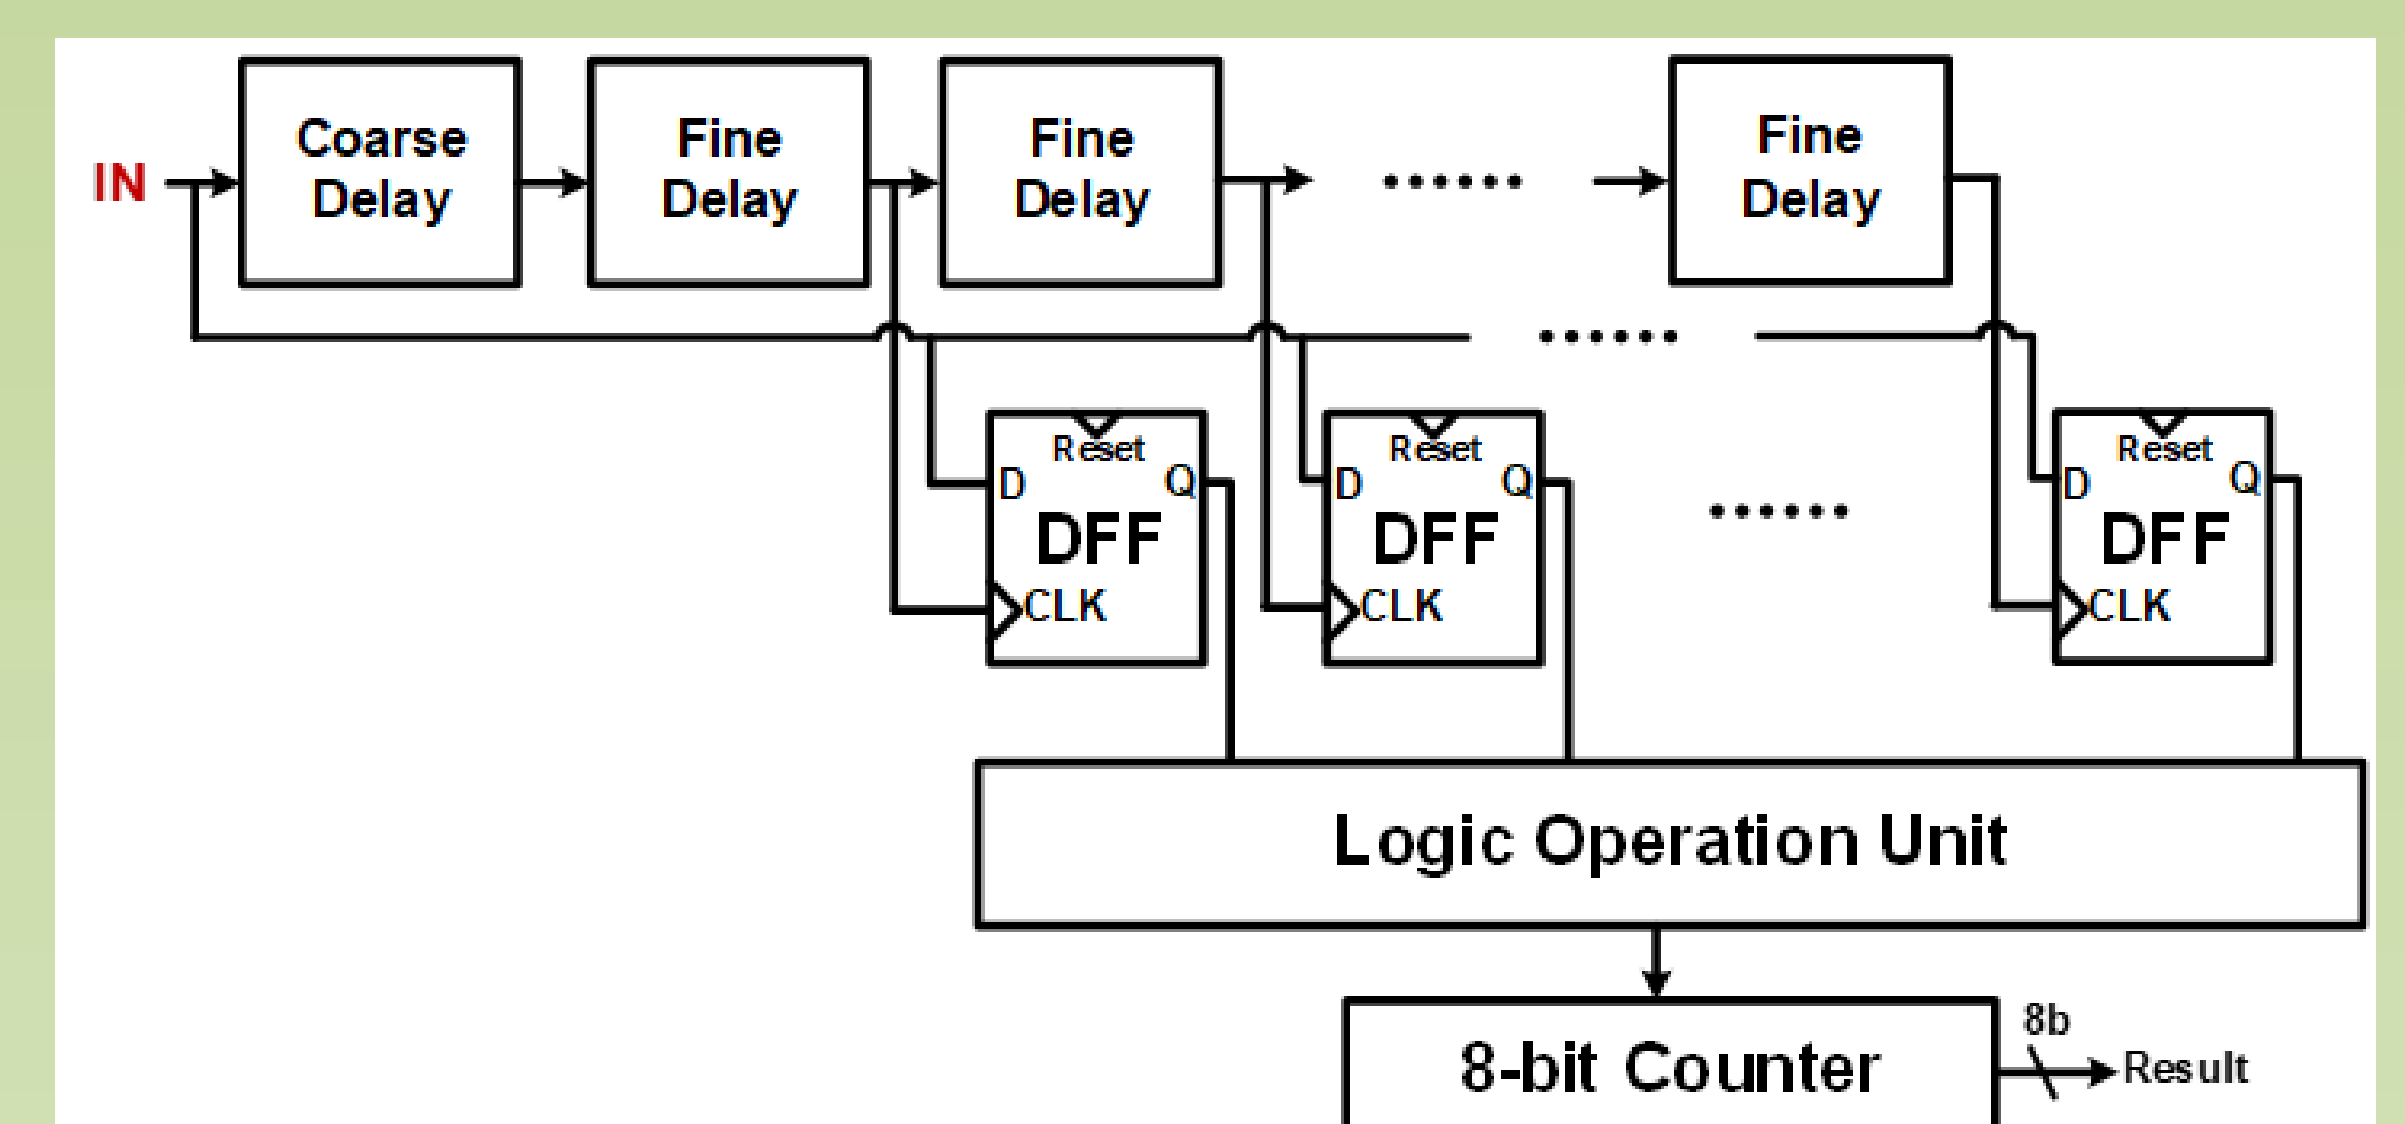 IN
Coarse
Delay
Fine
Delay
Fine
Delay
Fine
Delay
Reset
D
Q
DFF
CLK
Reset
D
Q
DFF
CLK
Reset
D
Q
DFF
CLK
Logic Operation Unit
8-bit Counter
8b
Result